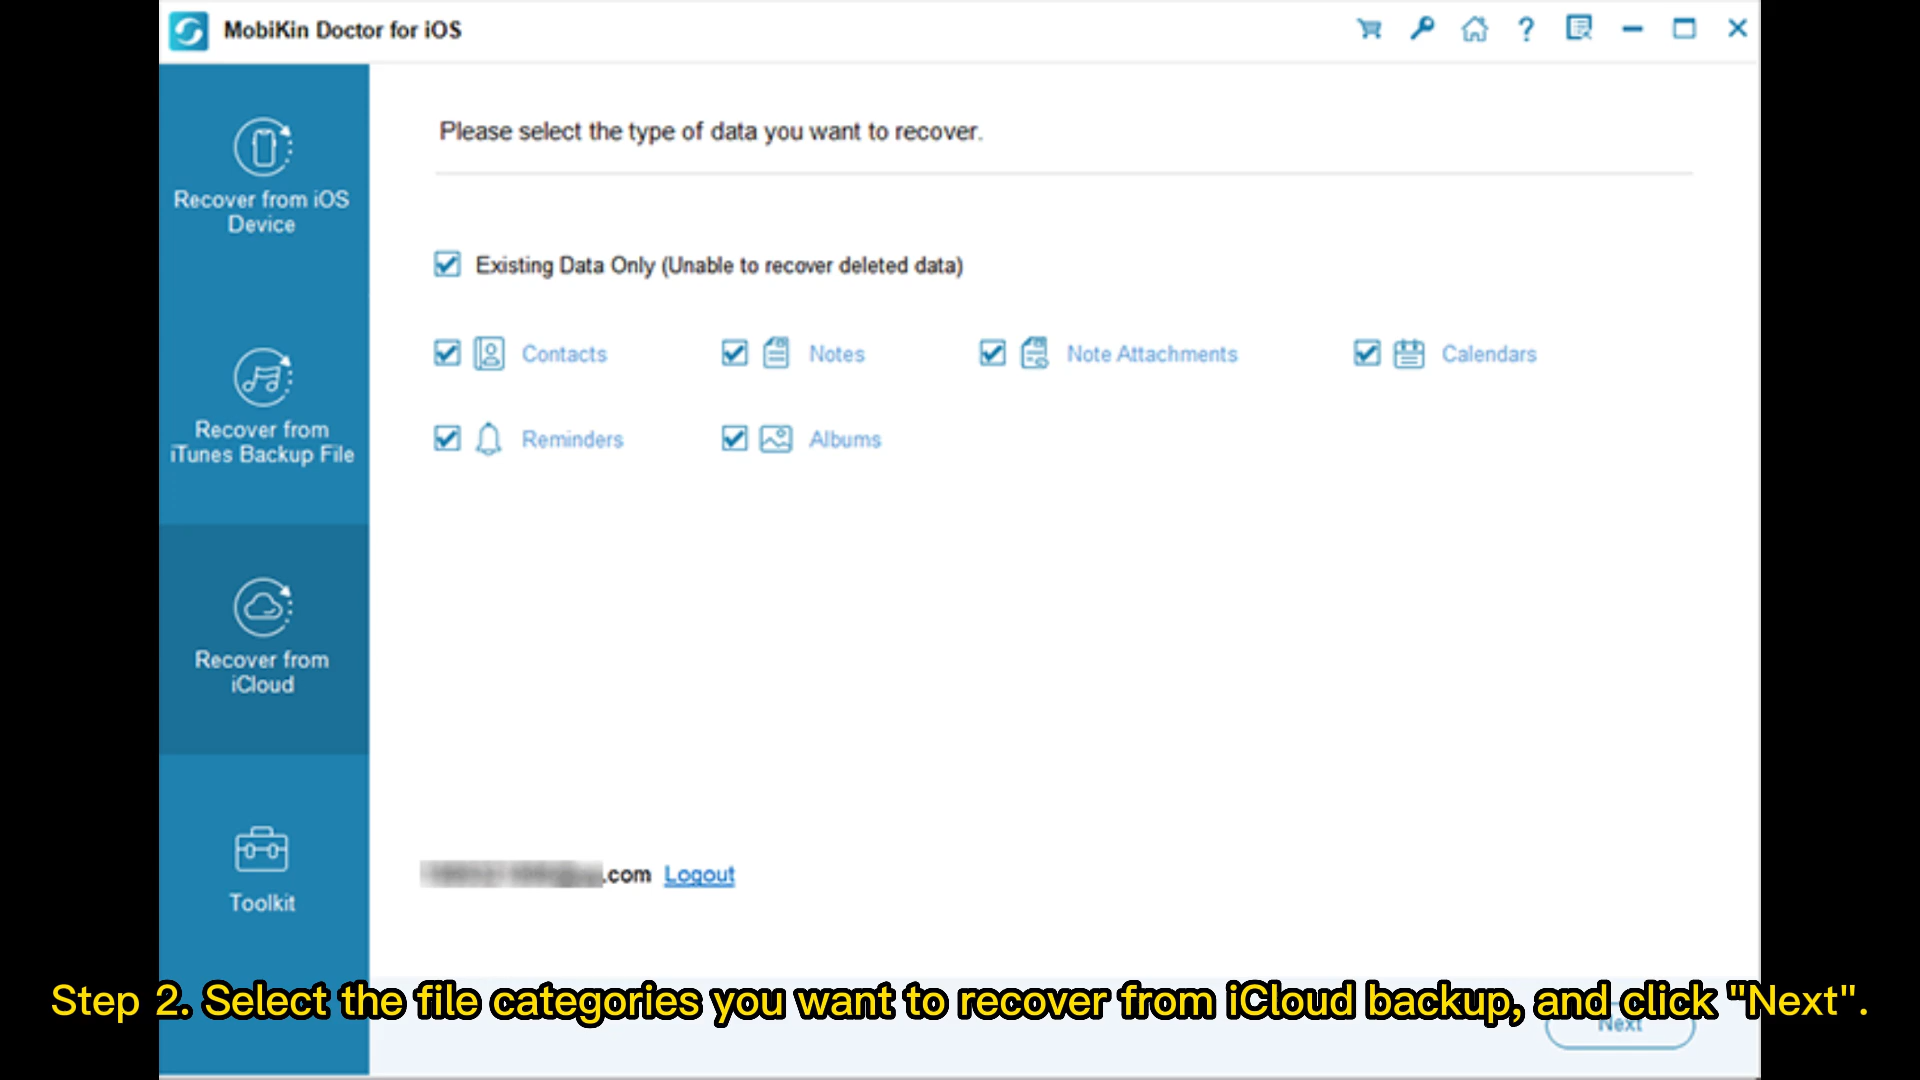 MobiKin Doctor for iOS
Recover from iOS
Device
Recover from
iTunes Backup File
Recover from
iCloud
Toolkit
Please select the type of data you want to recover.
Existing Data Only (Unable to recover deleted data)
Contacts Notes Note Attachments Calendars
Reminders Albums
.com Logout
Step 2. Select the file categories you want to recover from iCloud backup, and click "Next".
Next